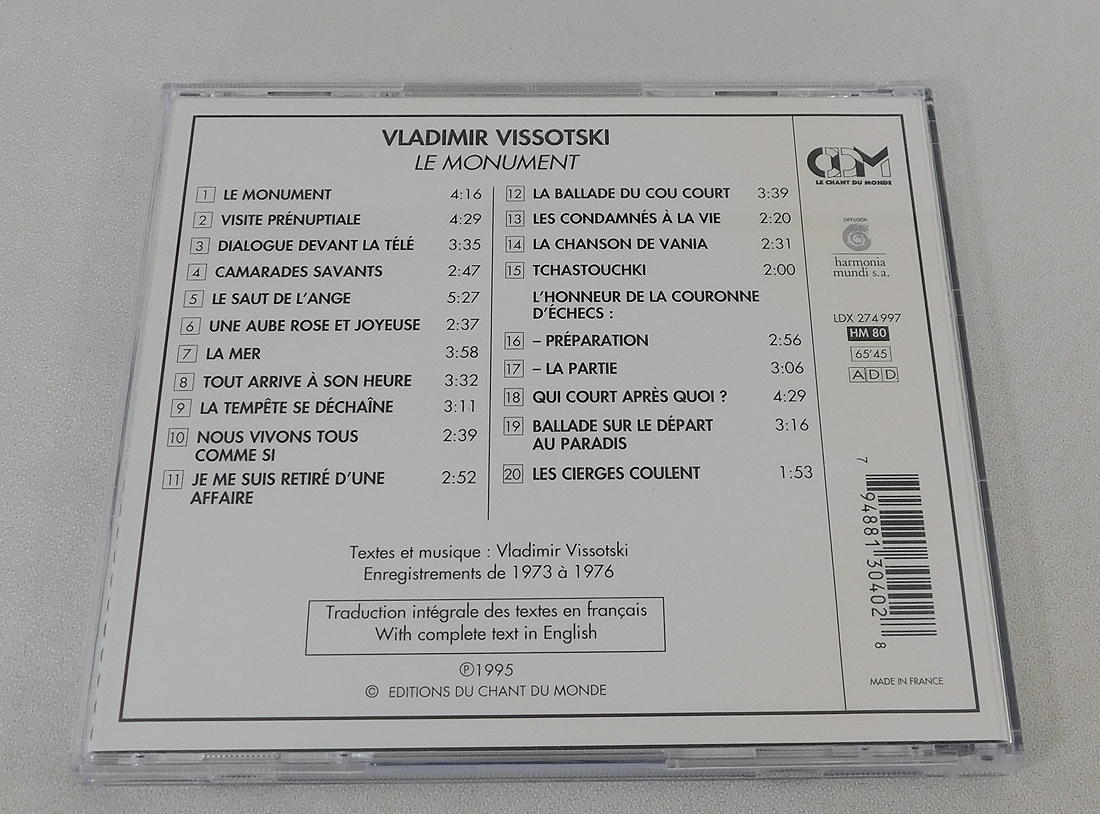 VLADIMIR VISSOTSKI
LE MONUMENT
1 LE MONUMENT 4:16
2 VISITE PRÉNUPTIALE 4:29
3 DIALOGUE DEVANT LA TÉLÉ 3:35
4 CAMARADES SAVANTS 2:47
5 LE SAUT DE L'ANGE 5:27
6 UNE AUBE ROSE ET JOYEUSE 2:37
7 LA MER 3:58
8 TOUT ARRIVE À SON HEURE 3:32
9 LA TEMPÊTE SE DÉCHAÎNE 3:11
10 NOUS VIVONS TOUS 2:39
COMME SI
11 JE ME SUIS RETIRÉ D'UNE 2:52
AFFAIRE
12 LA BALLADE DU COU COURT 3:39
13 LES CONDAMNÉS À LA VIE 2:20
14 LA CHANSON DE VANIA 2:31
15 TCHASTOUCHKI 2:00
L'HONNEUR DE LA COURONNE
D'ÉCHECS :
16 – PRÉPARATION 2:56
17 – LA PARTIE 3:06
18 QUI COURT APRÈS QUOI ? 4:29
19 BALLADE SUR LE DÉPART 3:16
AU PARADIS
20 LES CIERGES COULENT 1:53
Textes et musique : Vladimir Vissotski
Enregistrements de 1973 à 1976
Traduction intégrale des textes en français
With complete text in English
℗1995
© EDITIONS DU CHANT DU MONDE
CDM
LE CHANT DU MONDE
DIFFUSION
harmonia
mundi s.a.
LDX 274997
HM 80
65'45
ADD
7 94881 30402 8
MADE IN FRANCE